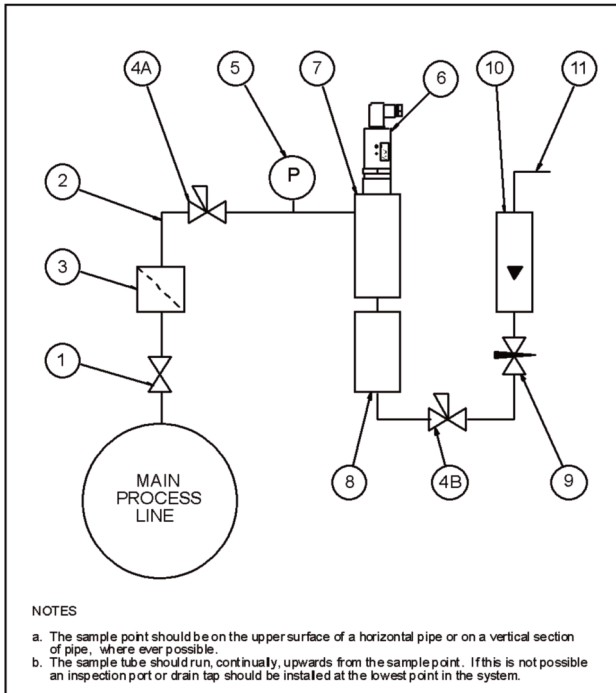 4A
5
7
6
10
11
2
P
3
1
MAIN
PROCESS
LINE
8
4B
9
NOTES
a. The sample point should be on the upper surface of a horizontal pipe or on a vertical section
of pipe, where ever possible.
b. The sample tube should run, continually, upwards from the sample point. If this is not possible
an inspection port or drain tap should be installed at the lowest point in the system.